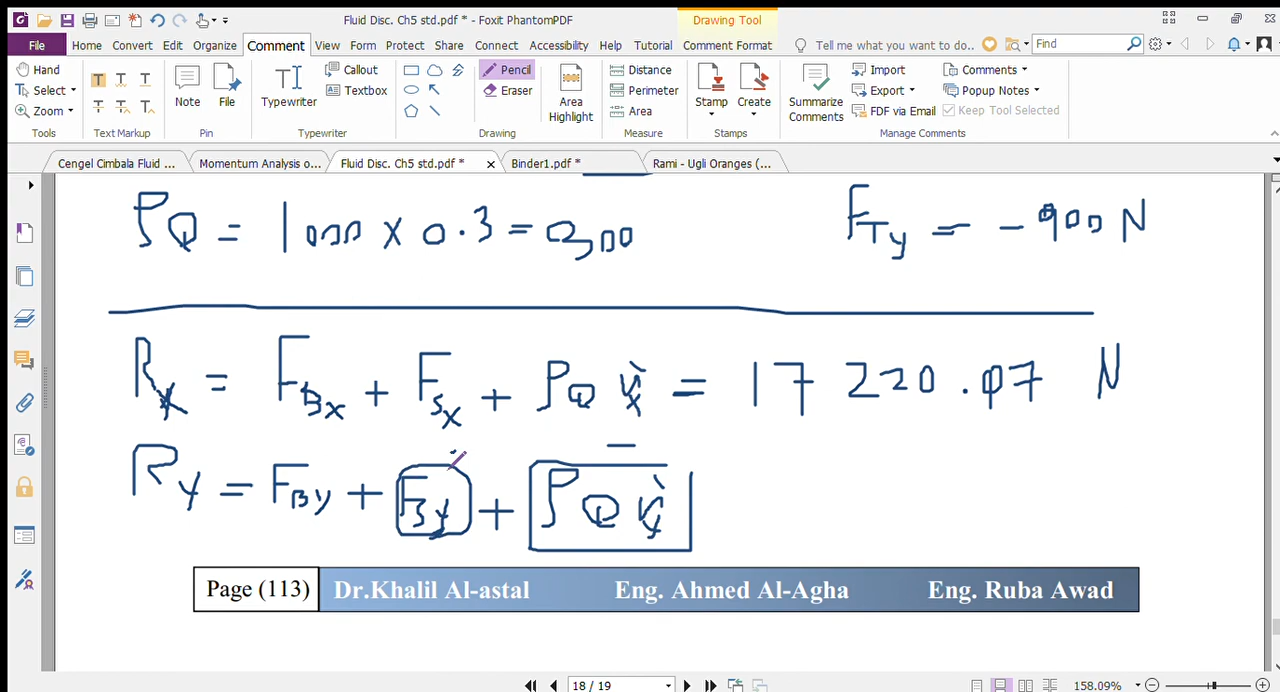 Fluid Disc. Ch5 std.pdf * - Foxit PhantomPDF
Drawing Tool
File Home Convert Edit Organize Comment View Form Protect Share Connect Accessibility Help Tutorial Comment Format Tell me what you want to do.. Find
Hand
Select
Zoom
Tools
Text Markup
Note
File
Pin
Typewriter
Callout
Textbox
Typewriter
Pencil
Eraser
Drawing
Area Highlight
Distance
Perimeter
Area
Measure
Stamp
Create
Stamps
Summarize Comments
Import
Export
FDF via Email
Comments
Popup Notes
Keep Tool Selected
Manage Comments
Cengel Cimbala Fluid ... Momentum Analysis o... Fluid Disc. Ch5 std.pdf * Binder1.pdf * Rami - Ugli Oranges (...
ρQ = 1000 × 0.3 = 300
F_Ty = - 900 N
R_x = F_Bx + F_Sx + ρQ V̀x = 17 220.07 N
R_y = F_By + F_Sy + ρQ V̀y
Page (113) Dr.Khalil Al-astal Eng. Ahmed Al-Agha Eng. Ruba Awad
18 / 19
158.09%